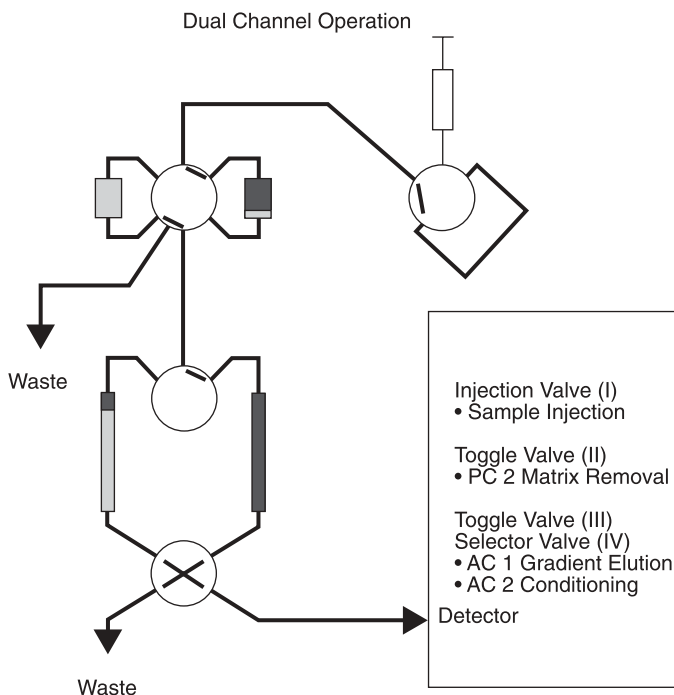 Dual Channel Operation
Waste
Injection Valve (I)
• Sample Injection
Toggle Valve (II)
• PC 2 Matrix Removal
Toggle Valve (III)
Selector Valve (IV)
• AC 1 Gradient Elution
• AC 2 Conditioning
Detector
Waste